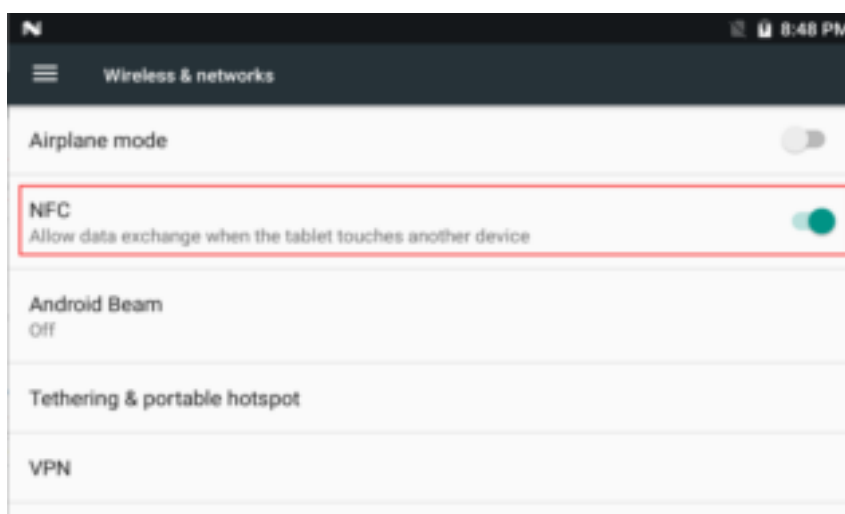 8:48 PM
Wireless & networks
Airplane mode
NFC
Allow data exchange when the tablet touches another device
Android Beam
Off
Tethering & portable hotspot
VPN